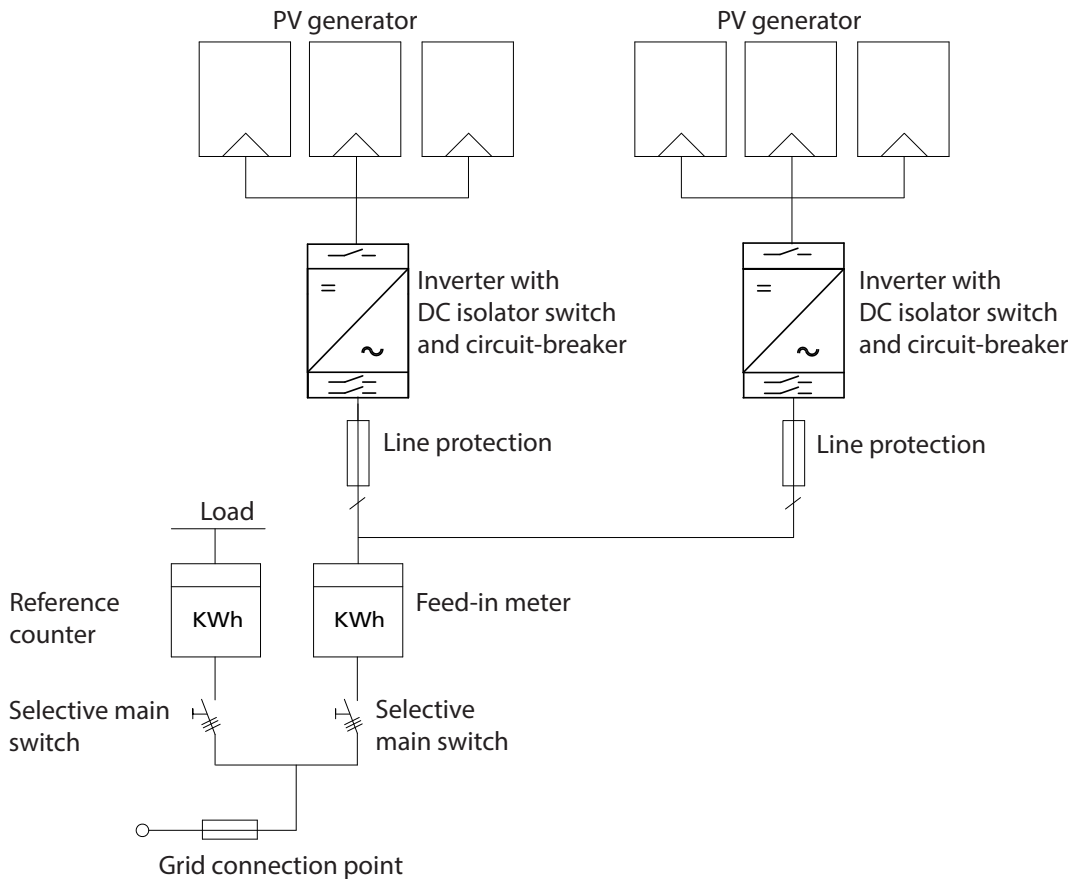 PV generator
PV generator
Inverter with
DC isolator switch
and circuit-breaker
Inverter with
DC isolator switch
and circuit-breaker
Line protection
Line protection
Load
Reference
counter
KWh
KWh
Feed-in meter
Selective main
switch
Selective
main switch
Grid connection point